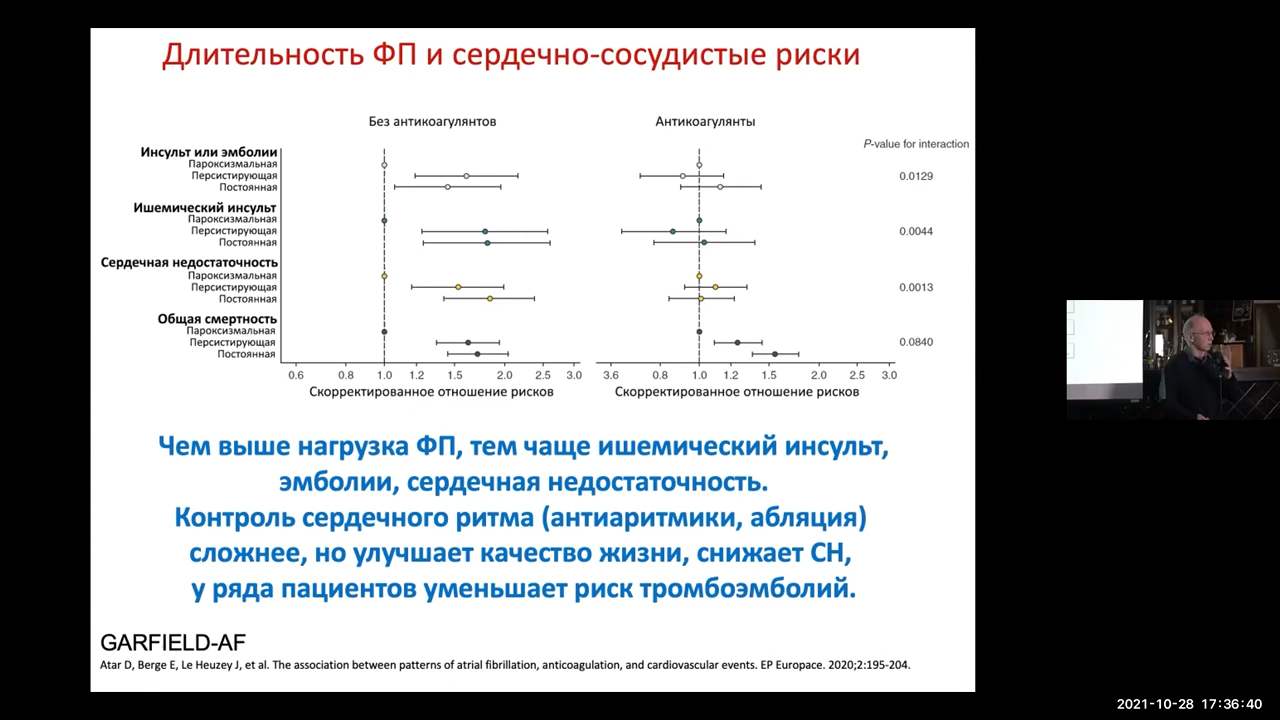 Длительность ФП и сердечно-сосудистые риски
Без антикоагулянтов
Антикоагулянты
P-value for interaction
Инсульт или эмболии
Пароксизмальная
Персистирующая
0.0129
Постоянная
Ишемический инсульт
Пароксизмальная
Персистирующая
0.0044
Постоянная
Сердечная недостаточность
Пароксизмальная
Персистирующая
0.0013
Постоянная
Общая смертность
Пароксизмальная
Персистирующая
0.0840
Постоянная
0.6 0.8 1.0 1.2 1.5 2.0 2.5 3.0
3.6 0.8 1.0 1.2 1.5 2.0 2.5 3.0
Скорректированное отношение рисков
Скорректированное отношение рисков
Чем выше нагрузка ФП, тем чаще ишемический инсульт,
эмболии, сердечная недостаточность.
Контроль сердечного ритма (антиаритмики, абляция)
сложнее, но улучшает качество жизни, снижает СН,
у ряда пациентов уменьшает риск тромбоэмболий.
GARFIELD-AF
Atar D, Berge E, Le Heuzey J, et al. The association between patterns of atrial fibrillation, anticoagulation, and cardiovascular events. EP Europace. 2020;2:195-204.
2021-10-28 17:36:40